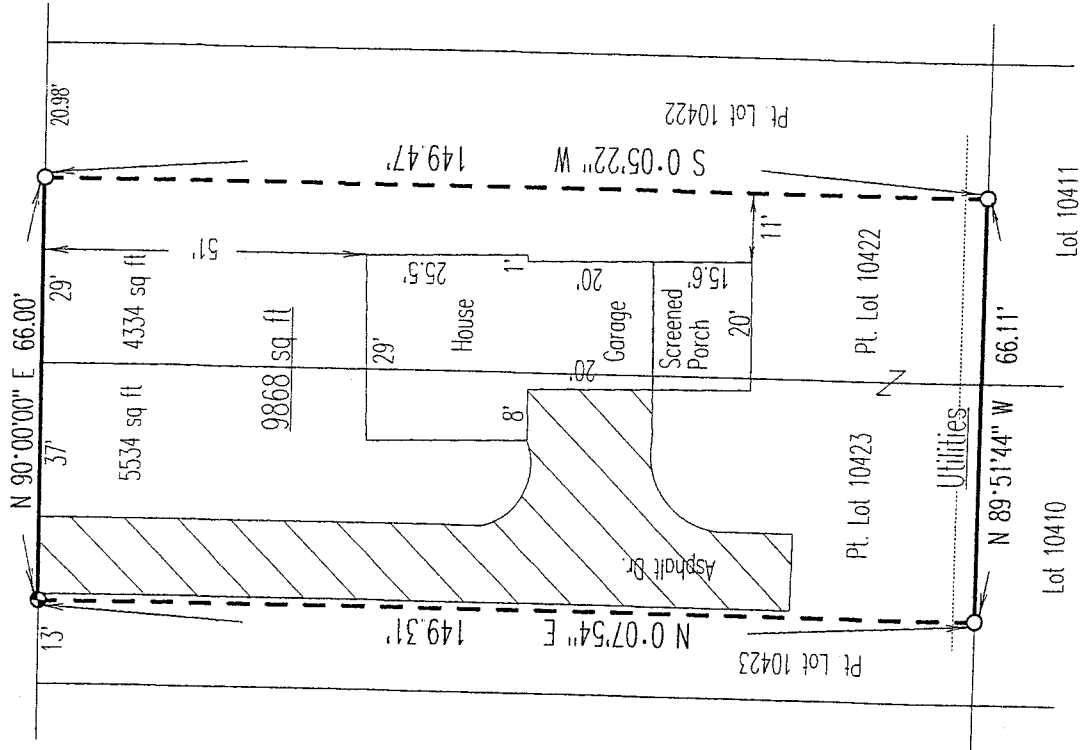 N 90°00'00" E 66.00'
20.98'
13'
37'
29'
5534 sq ft
4334 sq ft
9868 sq ft
51'
149.47'
S 0°05'22" W
Pt. Lot 10422
29'
25.5'
House
1'
8'
20'
20'
Garage
Screened
Porch
15.6'
20'
11'
Asphalt Dr.
149.31'
N 0°07'54" E
Pt. Lot 10423
Pt. Lot 10423
Pt. Lot 10422
Utilities
N 89°51'44" W 66.11'
Lot 10410
Lot 10411